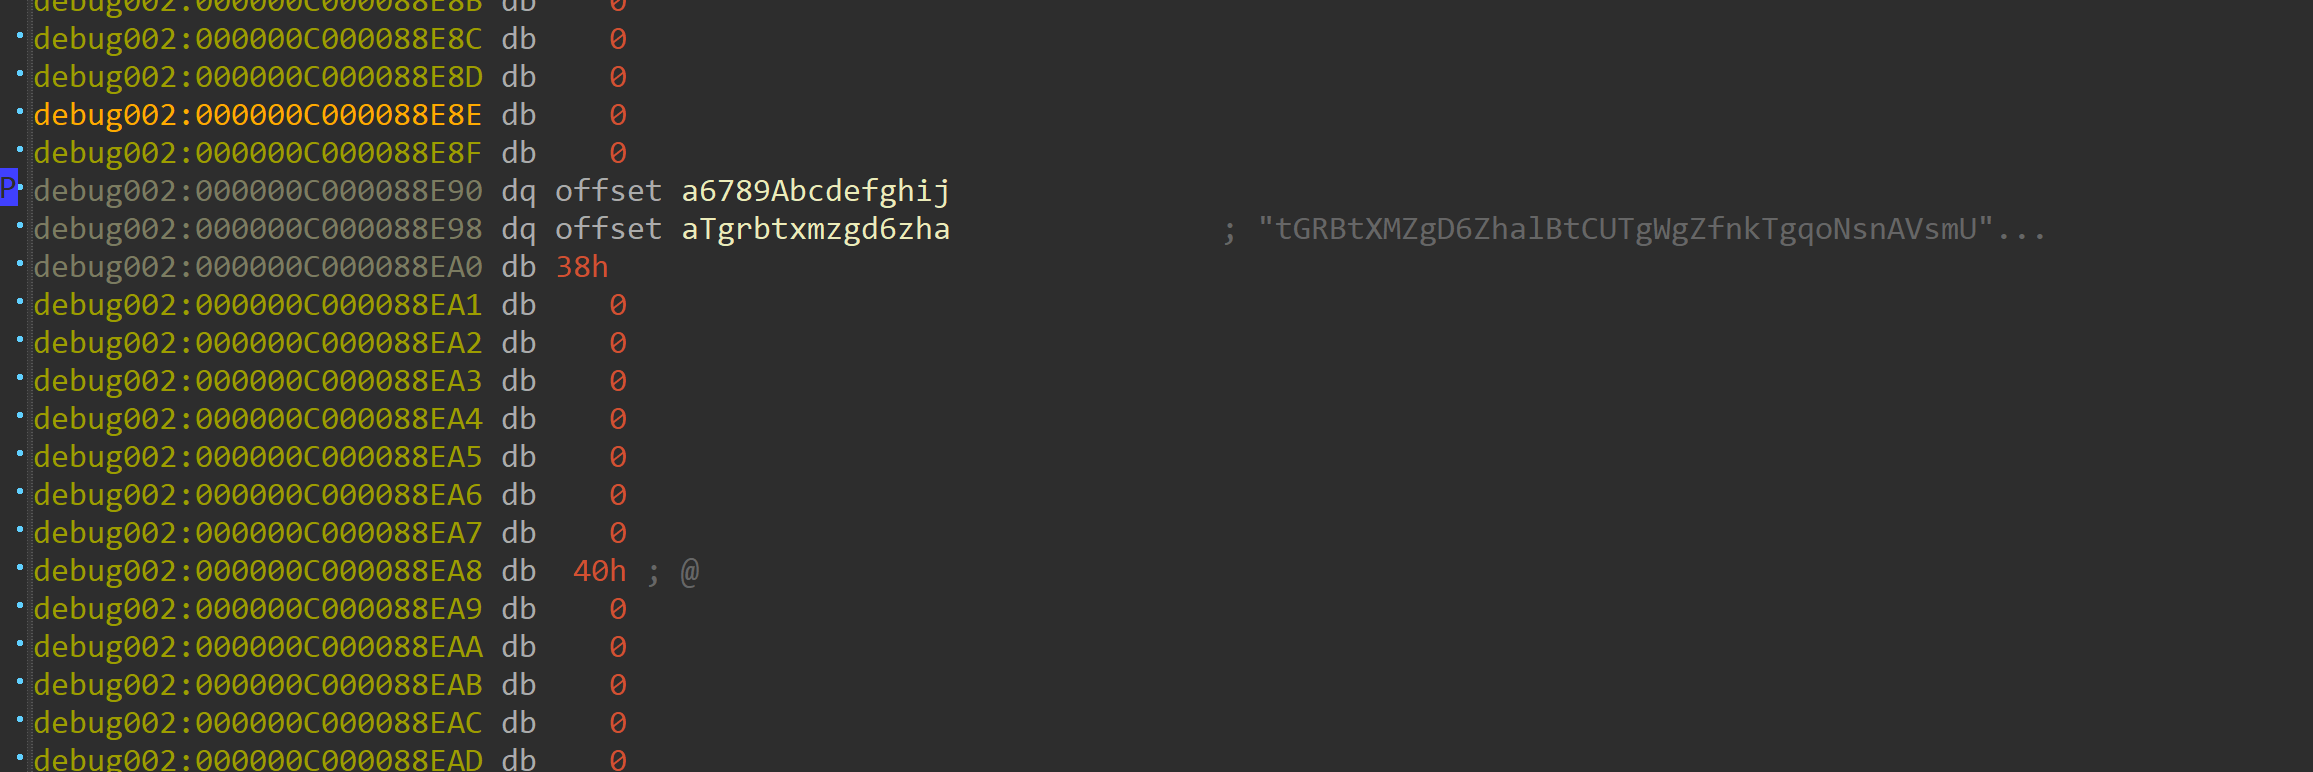 debug002:000000C000088E8B db 0
debug002:000000C000088E8C db 0
debug002:000000C000088E8D db 0
debug002:000000C000088E8E db 0
debug002:000000C000088E8F db 0
P debug002:000000C000088E90 dq offset a6789Abcdefghij
debug002:000000C000088E98 dq offset aTgrbtxmzgd6zha ; "tGRBtXMZgD6ZhalBtCUTgWgZfnkTgqoNsnAVsmU"...
debug002:000000C000088EA0 db 38h
debug002:000000C000088EA1 db 0
debug002:000000C000088EA2 db 0
debug002:000000C000088EA3 db 0
debug002:000000C000088EA4 db 0
debug002:000000C000088EA5 db 0
debug002:000000C000088EA6 db 0
debug002:000000C000088EA7 db 0
debug002:000000C000088EA8 db 40h ; @
debug002:000000C000088EA9 db 0
debug002:000000C000088EAA db 0
debug002:000000C000088EAB db 0
debug002:000000C000088EAC db 0
debug002:000000C000088EAD db 0